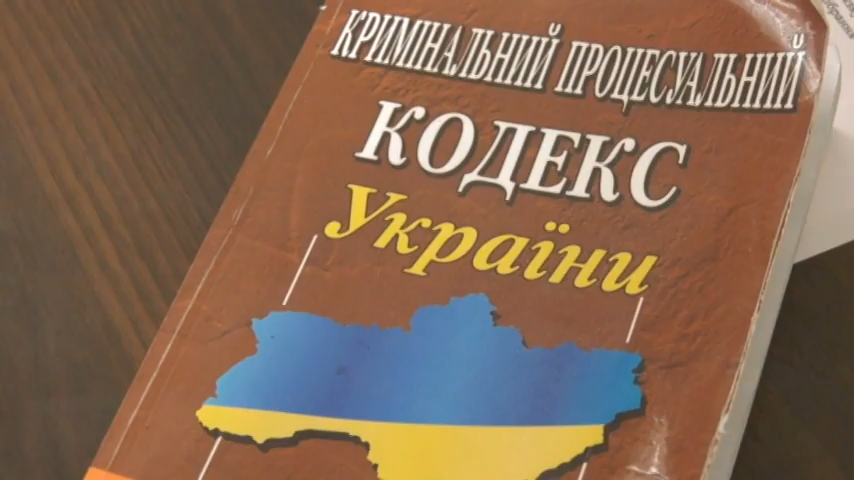 КРИМІНАЛЬНИЙ ПРОЦЕСУАЛЬНИЙ
КОДЕКС
України